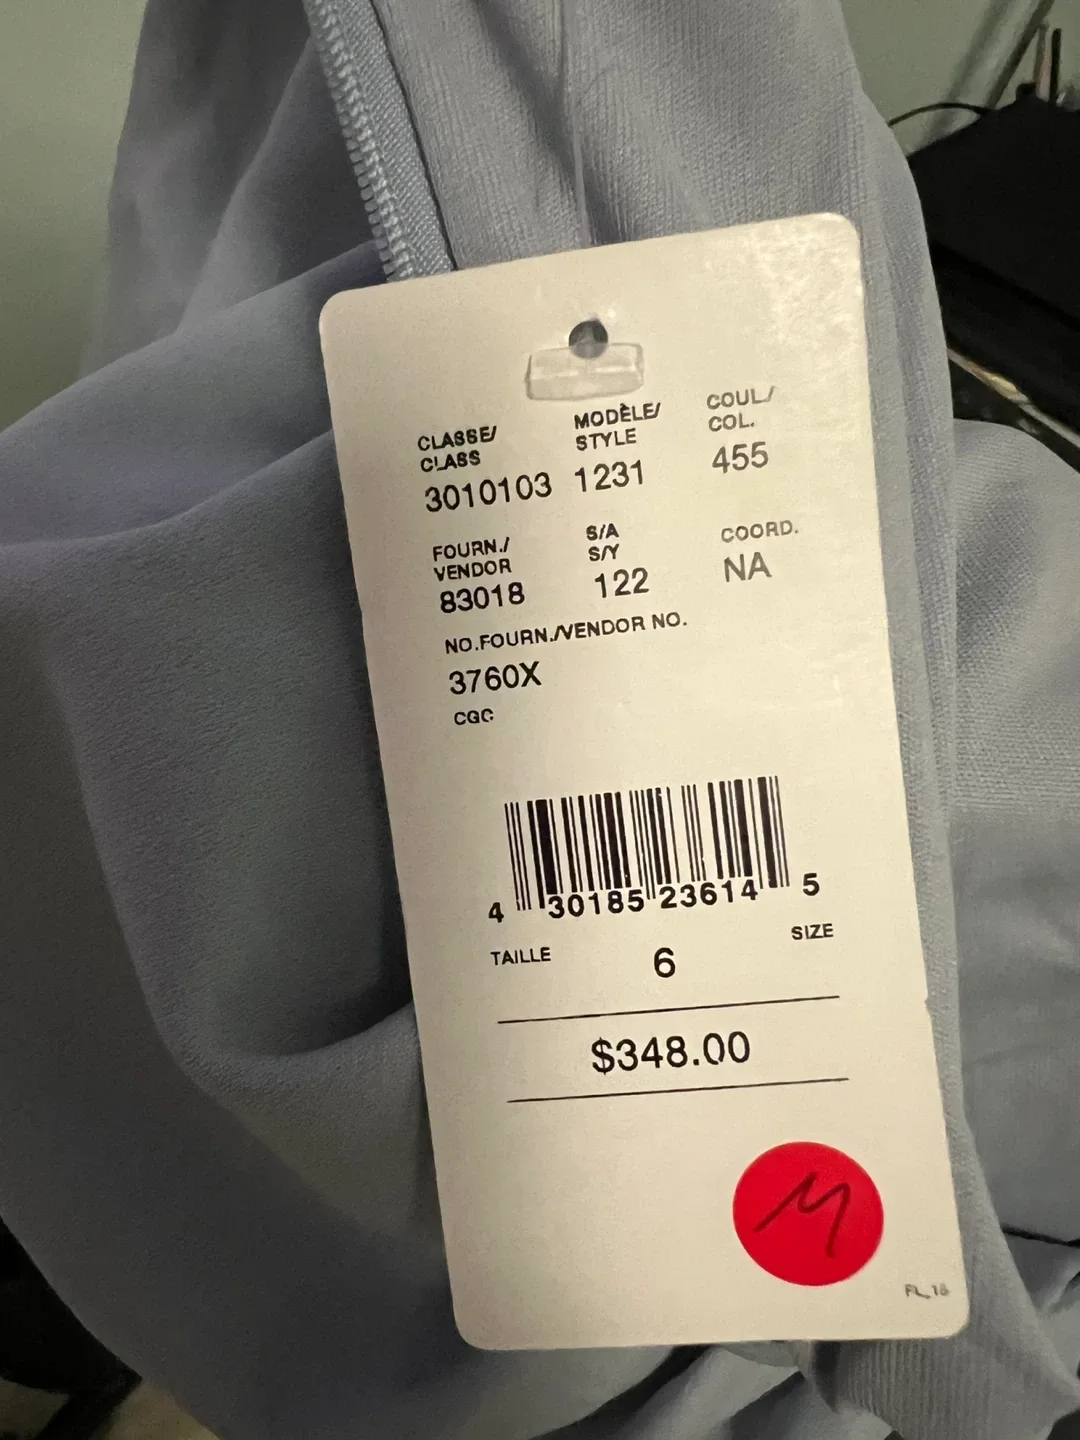 CLASSE/ MODÈLE/ COUL/
CLASS STYLE COL.
3010103 1231 455
FOURN./ S/A COORD.
VENDOR S/Y
83018 122 NA
NO.FOURN./VENDOR NO.
3760X
CGC
4 30185 23614 5
TAILLE 6 SIZE
$348.00
M
FL_18